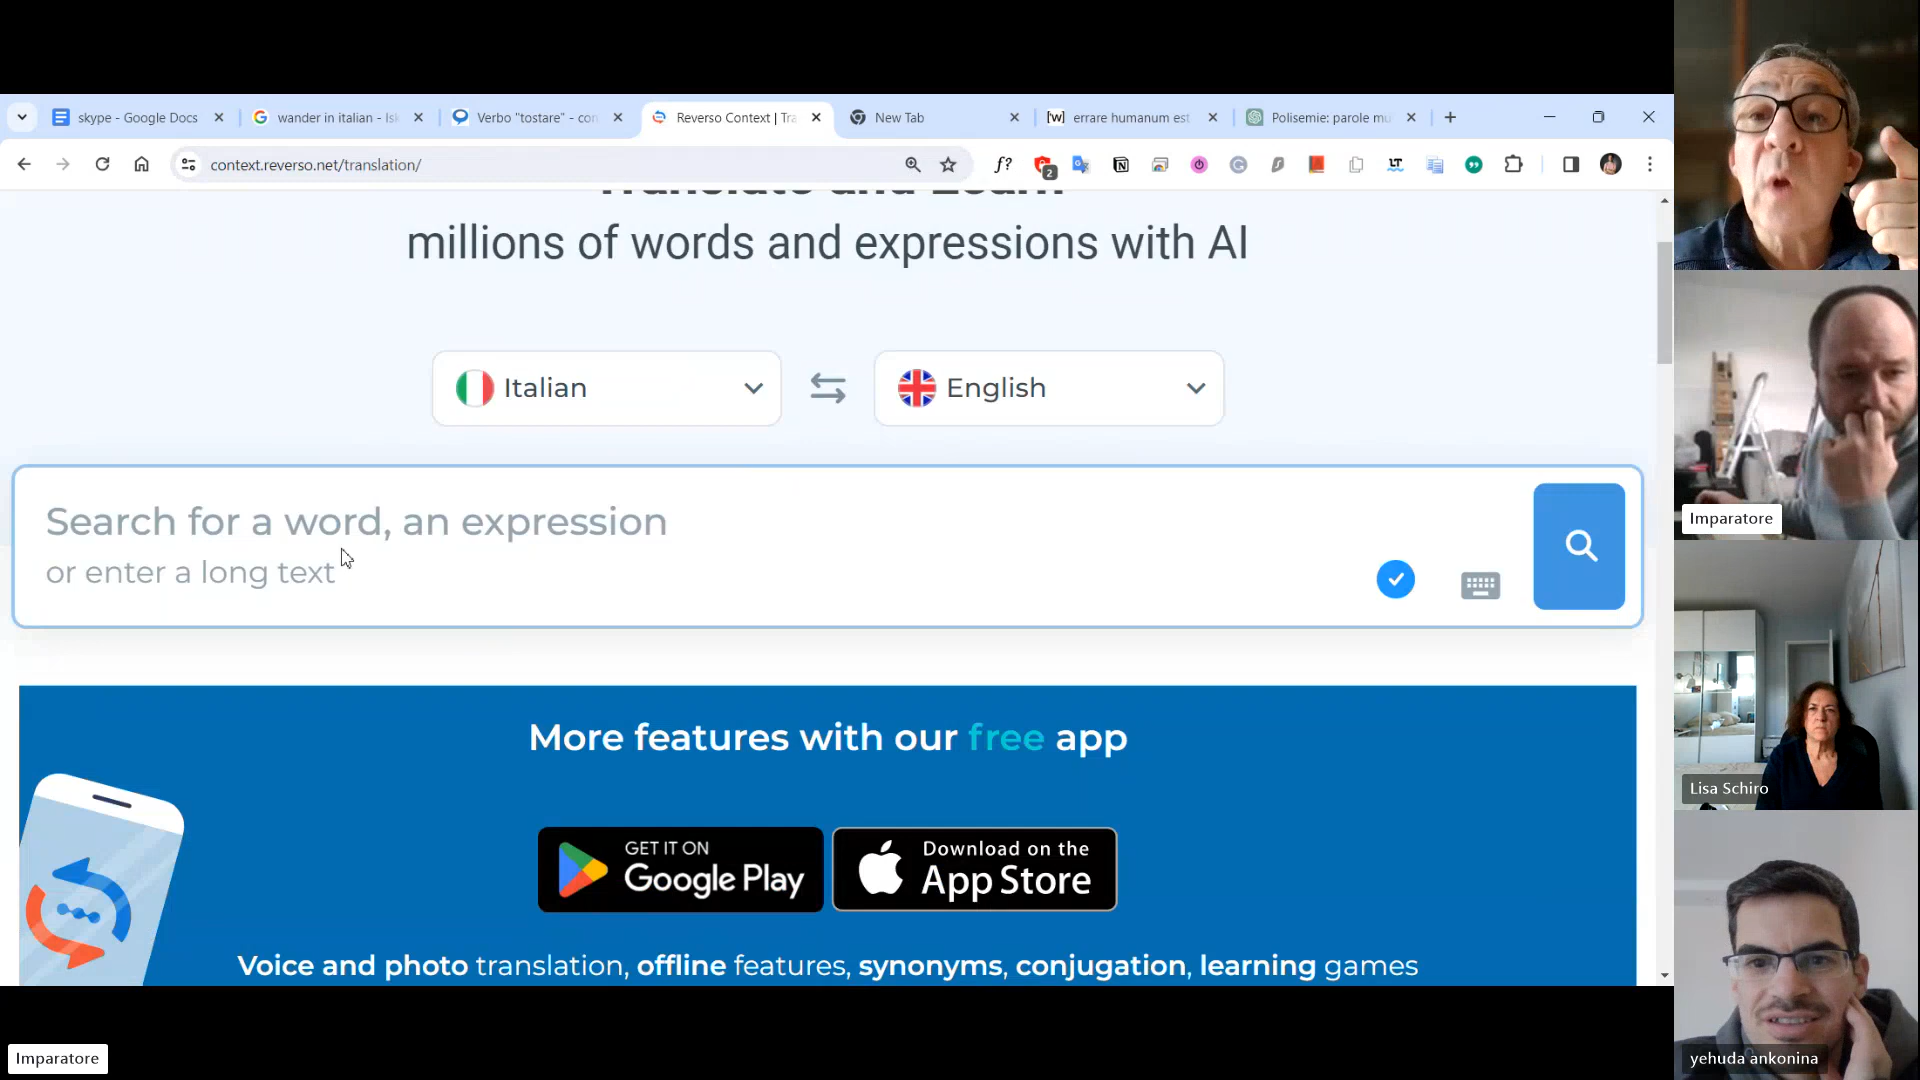 skype - Google Docs
wander in italian - Isk
Verbo "tostare" - con
Reverso Context | Tra
New Tab
[w] errare humanum est
Polisemie: parole mu
context.reverso.net/translation/
f?
2
LT
millions of words and expressions with AI
Italian
English
Search for a word, an expression
or enter a long text
More features with our free app
GET IT ON
Google Play
Download on the
App Store
Voice and photo translation, offline features, synonyms, conjugation, learning games
Imparatore
Imparatore
Lisa Schiro
yehuda ankonina